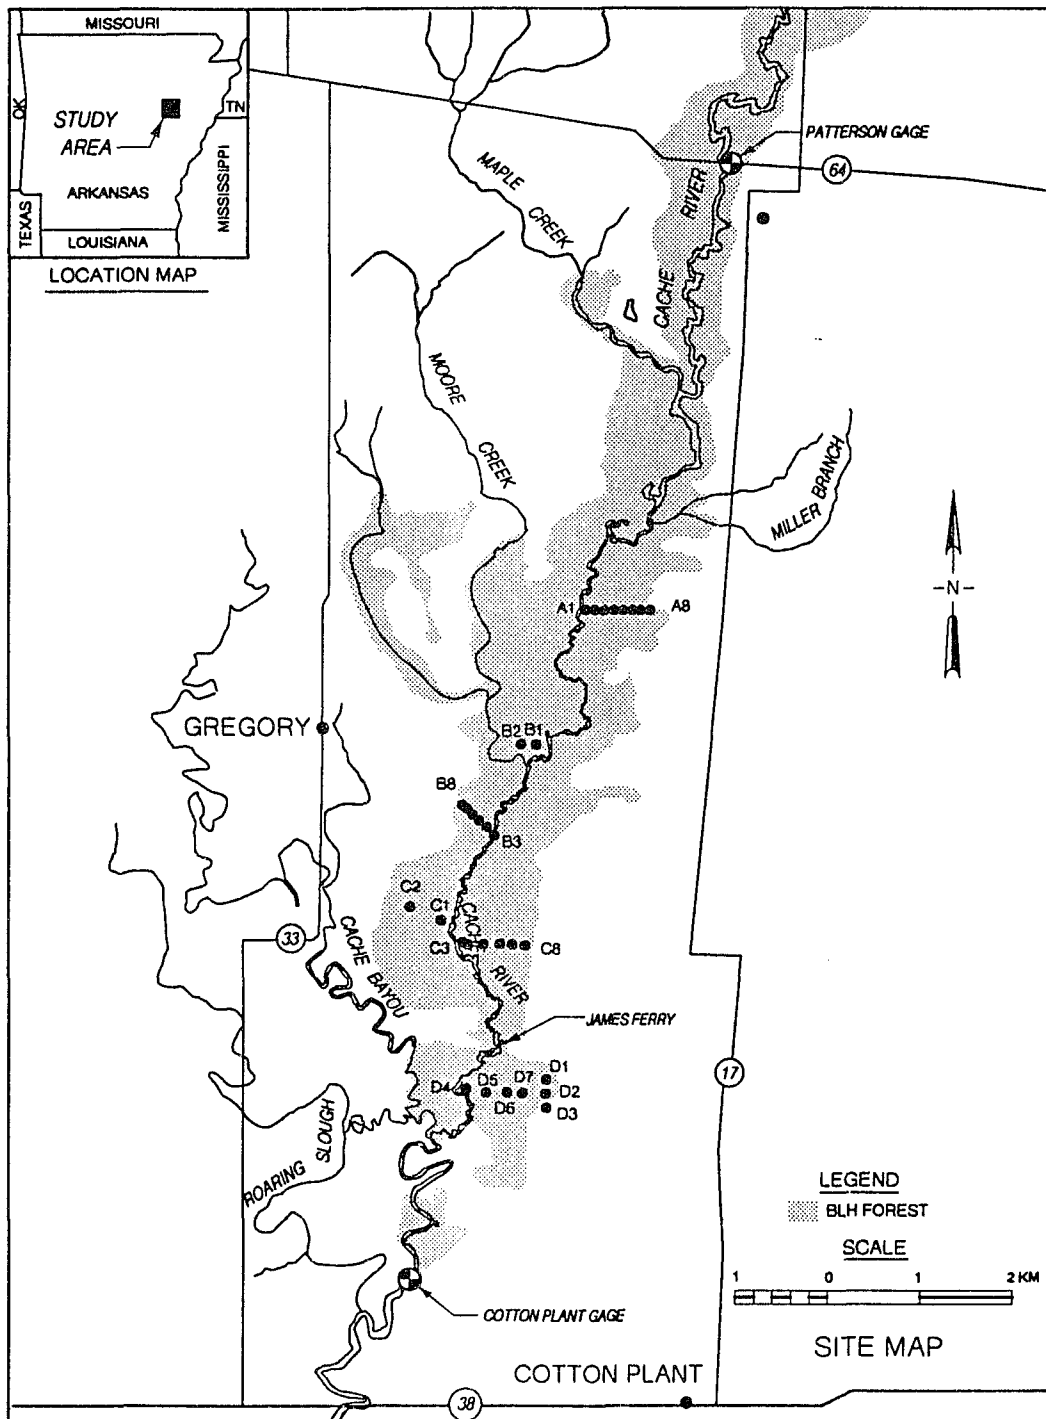 MISSOURI
OK
STUDY
AREA
TN
ARKANSAS
MISSISSIPPI
TEXAS
LOUISIANA
LOCATION MAP
PATTERSON GAGE
64
MAPLE
CREEK
CACHE
RIVER
MOORE
CREEK
MILLER BRANCH
N
A1
A8
GREGORY
B2
B1
B8
B3
C2
C1
C3
C8
CACHE
RIVER
33
CACHE BAYOU
JAMES FERRY
17
D1
D4
D5
D7
D2
D6
D3
ROARING
SLOUGH
LEGEND
BLH FOREST
SCALE
1 0 1 2 KM
COTTON PLANT GAGE
SITE MAP
COTTON PLANT
38